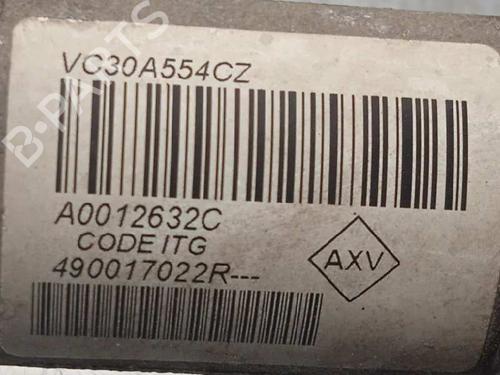 VC30A554CZ
A0012632C
CODE ITG
490017022R---
AXV
B-PARTS